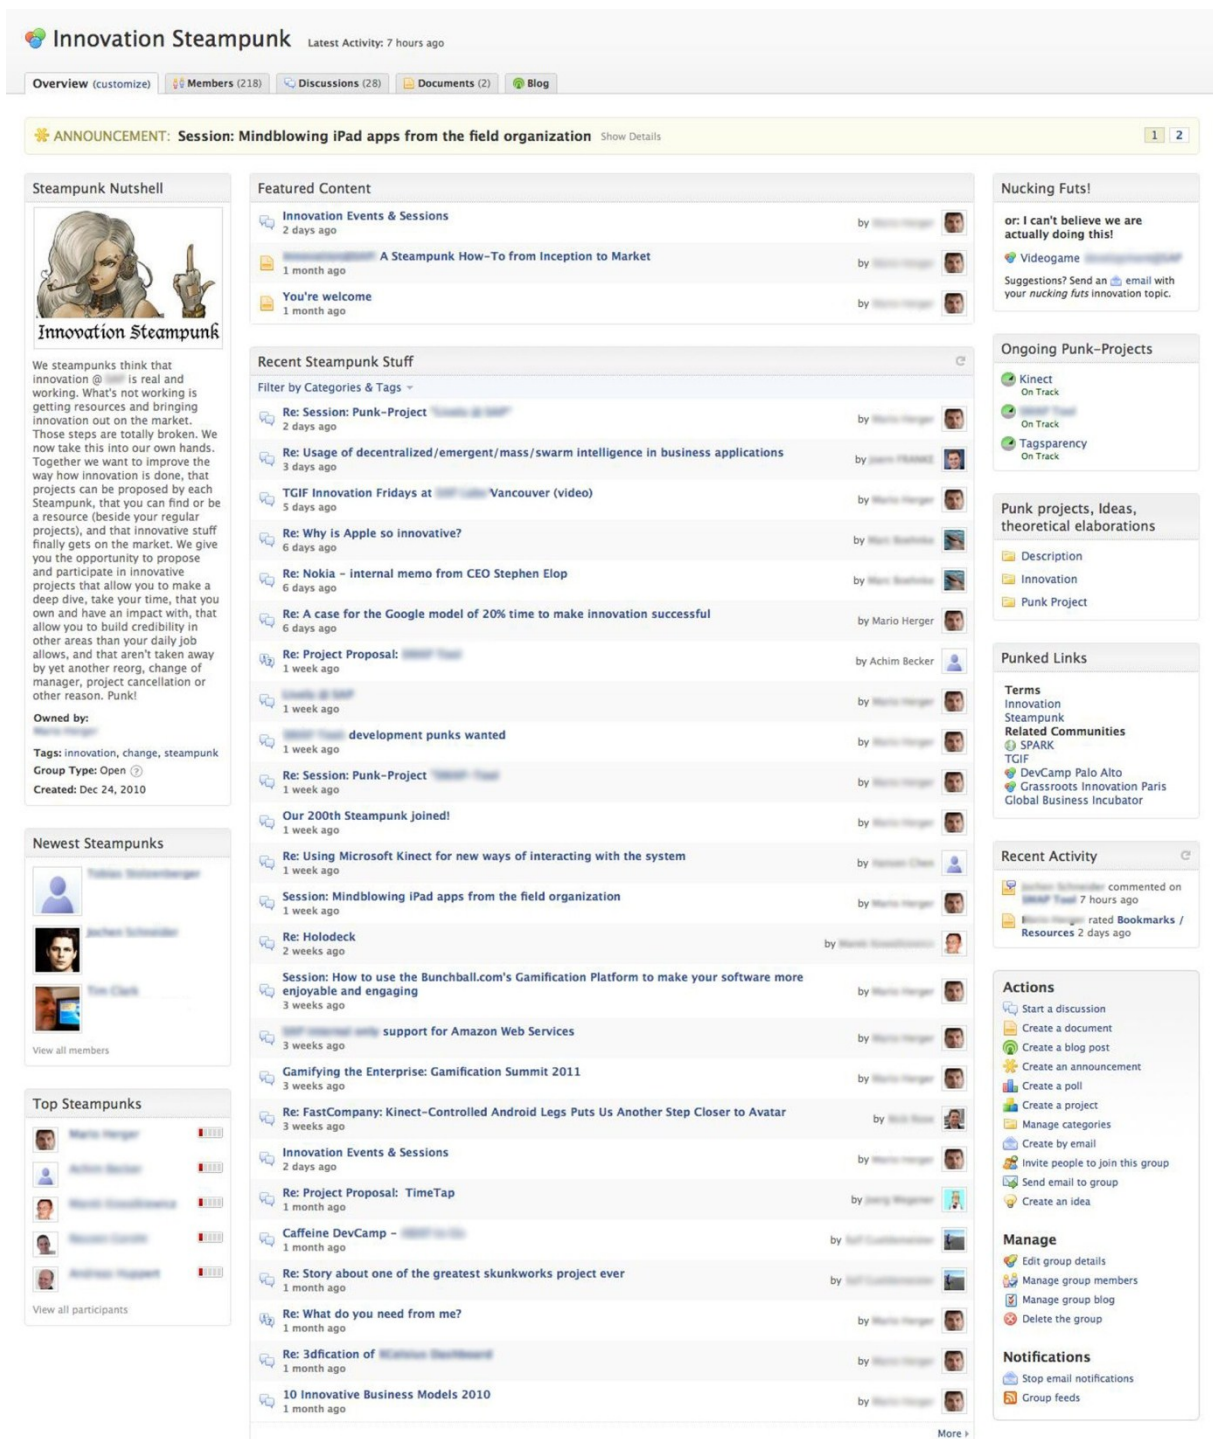 Innovation Steampunk Latest Activity: 7 hours ago
Overview (customize) Members (218) Discussions (28) Documents (2) Blog
ANNOUNCEMENT: Session: Mindblowing iPad apps from the field organization Show Details 1 2
Steampunk Nutshell
Innovation Steampunk
We steampunks think that
innovation @ is real and
working. What's not working is
getting resources and bringing
innovation out on the market.
Those steps are totally broken. We
now take this into our own hands.
Together we want to improve the
way how innovation is done, that
projects can be proposed by each
Steampunk, that you can find or be
a resource (beside your regular
projects), and that innovative stuff
finally gets on the market. We give
you the opportunity to propose
and participate in innovative
projects that allow you to make a
deep dive, take your time, that you
own and have an impact with, that
allow you to build credibility in
other areas than your daily job
allows, and that aren't taken away
by yet another reorg, change of
manager, project cancellation or
other reason. Punk!
Owned by:
Tags: innovation, change, steampunk
Group Type: Open ?
Created: Dec 24, 2010
Newest Steampunks
View all members
Top Steampunks
View all participants
Featured Content
Innovation Events & Sessions
2 days ago
by
A Steampunk How-To from Inception to Market
1 month ago
by
You're welcome
1 month ago
by
Recent Steampunk Stuff
Filter by Categories & Tags
Re: Session: Punk-Project
2 days ago
by
Re: Usage of decentralized/emergent/mass/swarm intelligence in business applications
3 days ago
by
TGIF Innovation Fridays at Vancouver (video)
5 days ago
by
Re: Why is Apple so innovative?
6 days ago
by
Re: Nokia - internal memo from CEO Stephen Elop
6 days ago
by
Re: A case for the Google model of 20% time to make innovation successful
6 days ago
by Mario Herger
Re: Project Proposal:
1 week ago
by Achim Becker
1 week ago
by
development punks wanted
1 week ago
by
Re: Session: Punk-Project
1 week ago
by
Our 200th Steampunk joined!
1 week ago
by
Re: Using Microsoft Kinect for new ways of interacting with the system
1 week ago
by
Session: Mindblowing iPad apps from the field organization
1 week ago
by
Re: Holodeck
2 weeks ago
by
Session: How to use the Bunchball.com's Gamification Platform to make your software more
enjoyable and engaging
3 weeks ago
by
support for Amazon Web Services
3 weeks ago
by
Gamifying the Enterprise: Gamification Summit 2011
3 weeks ago
by
Re: FastCompany: Kinect-Controlled Android Legs Puts Us Another Step Closer to Avatar
3 weeks ago
by
Innovation Events & Sessions
2 days ago
by
Re: Project Proposal: TimeTap
1 month ago
by
Caffeine DevCamp -
1 month ago
by
Re: Story about one of the greatest skunkworks project ever
1 month ago
by
Re: What do you need from me?
1 month ago
by
Re: 3dfication of
1 month ago
by
10 Innovative Business Models 2010
1 month ago
by
More
Nucking Futs!
or: I can't believe we are
actually doing this!
Videogame
Suggestions? Send an email with
your nucking futs innovation topic.
Ongoing Punk-Projects
Kinect
On Track
On Track
Tagsparency
On Track
Punk projects, Ideas,
theoretical elaborations
Description
Innovation
Punk Project
Punked Links
Terms
Innovation
Steampunk
Related Communities
SPARK
TGIF
DevCamp Palo Alto
Grassroots Innovation Paris
Global Business Incubator
Recent Activity
commented on
7 hours ago
rated Bookmarks /
Resources 2 days ago
Actions
Start a discussion
Create a document
Create a blog post
Create an announcement
Create a poll
Create a project
Manage categories
Create by email
Invite people to join this group
Send email to group
Create an idea
Manage
Edit group details
Manage group members
Manage group blog
Delete the group
Notifications
Stop email notifications
Group feeds